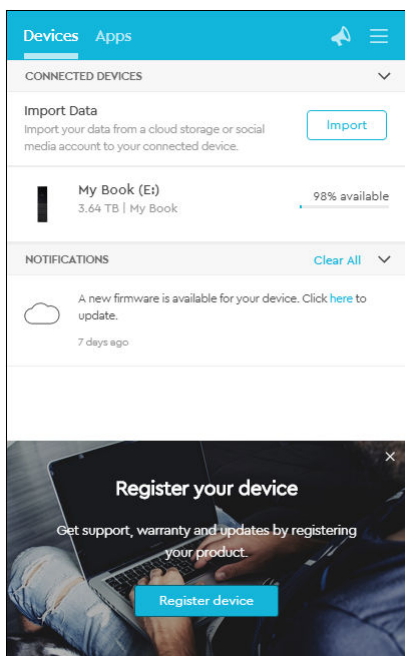 Devices Apps
CONNECTED DEVICES
Import Data
Import your data from a cloud storage or social
media account to your connected device.
Import
My Book (E:)
3.64 TB | My Book
98% available
NOTIFICATIONS
Clear All
A new firmware is available for your device. Click here to
update.
7 days ago
Register your device
Get support, warranty and updates by registering
your product.
Register device